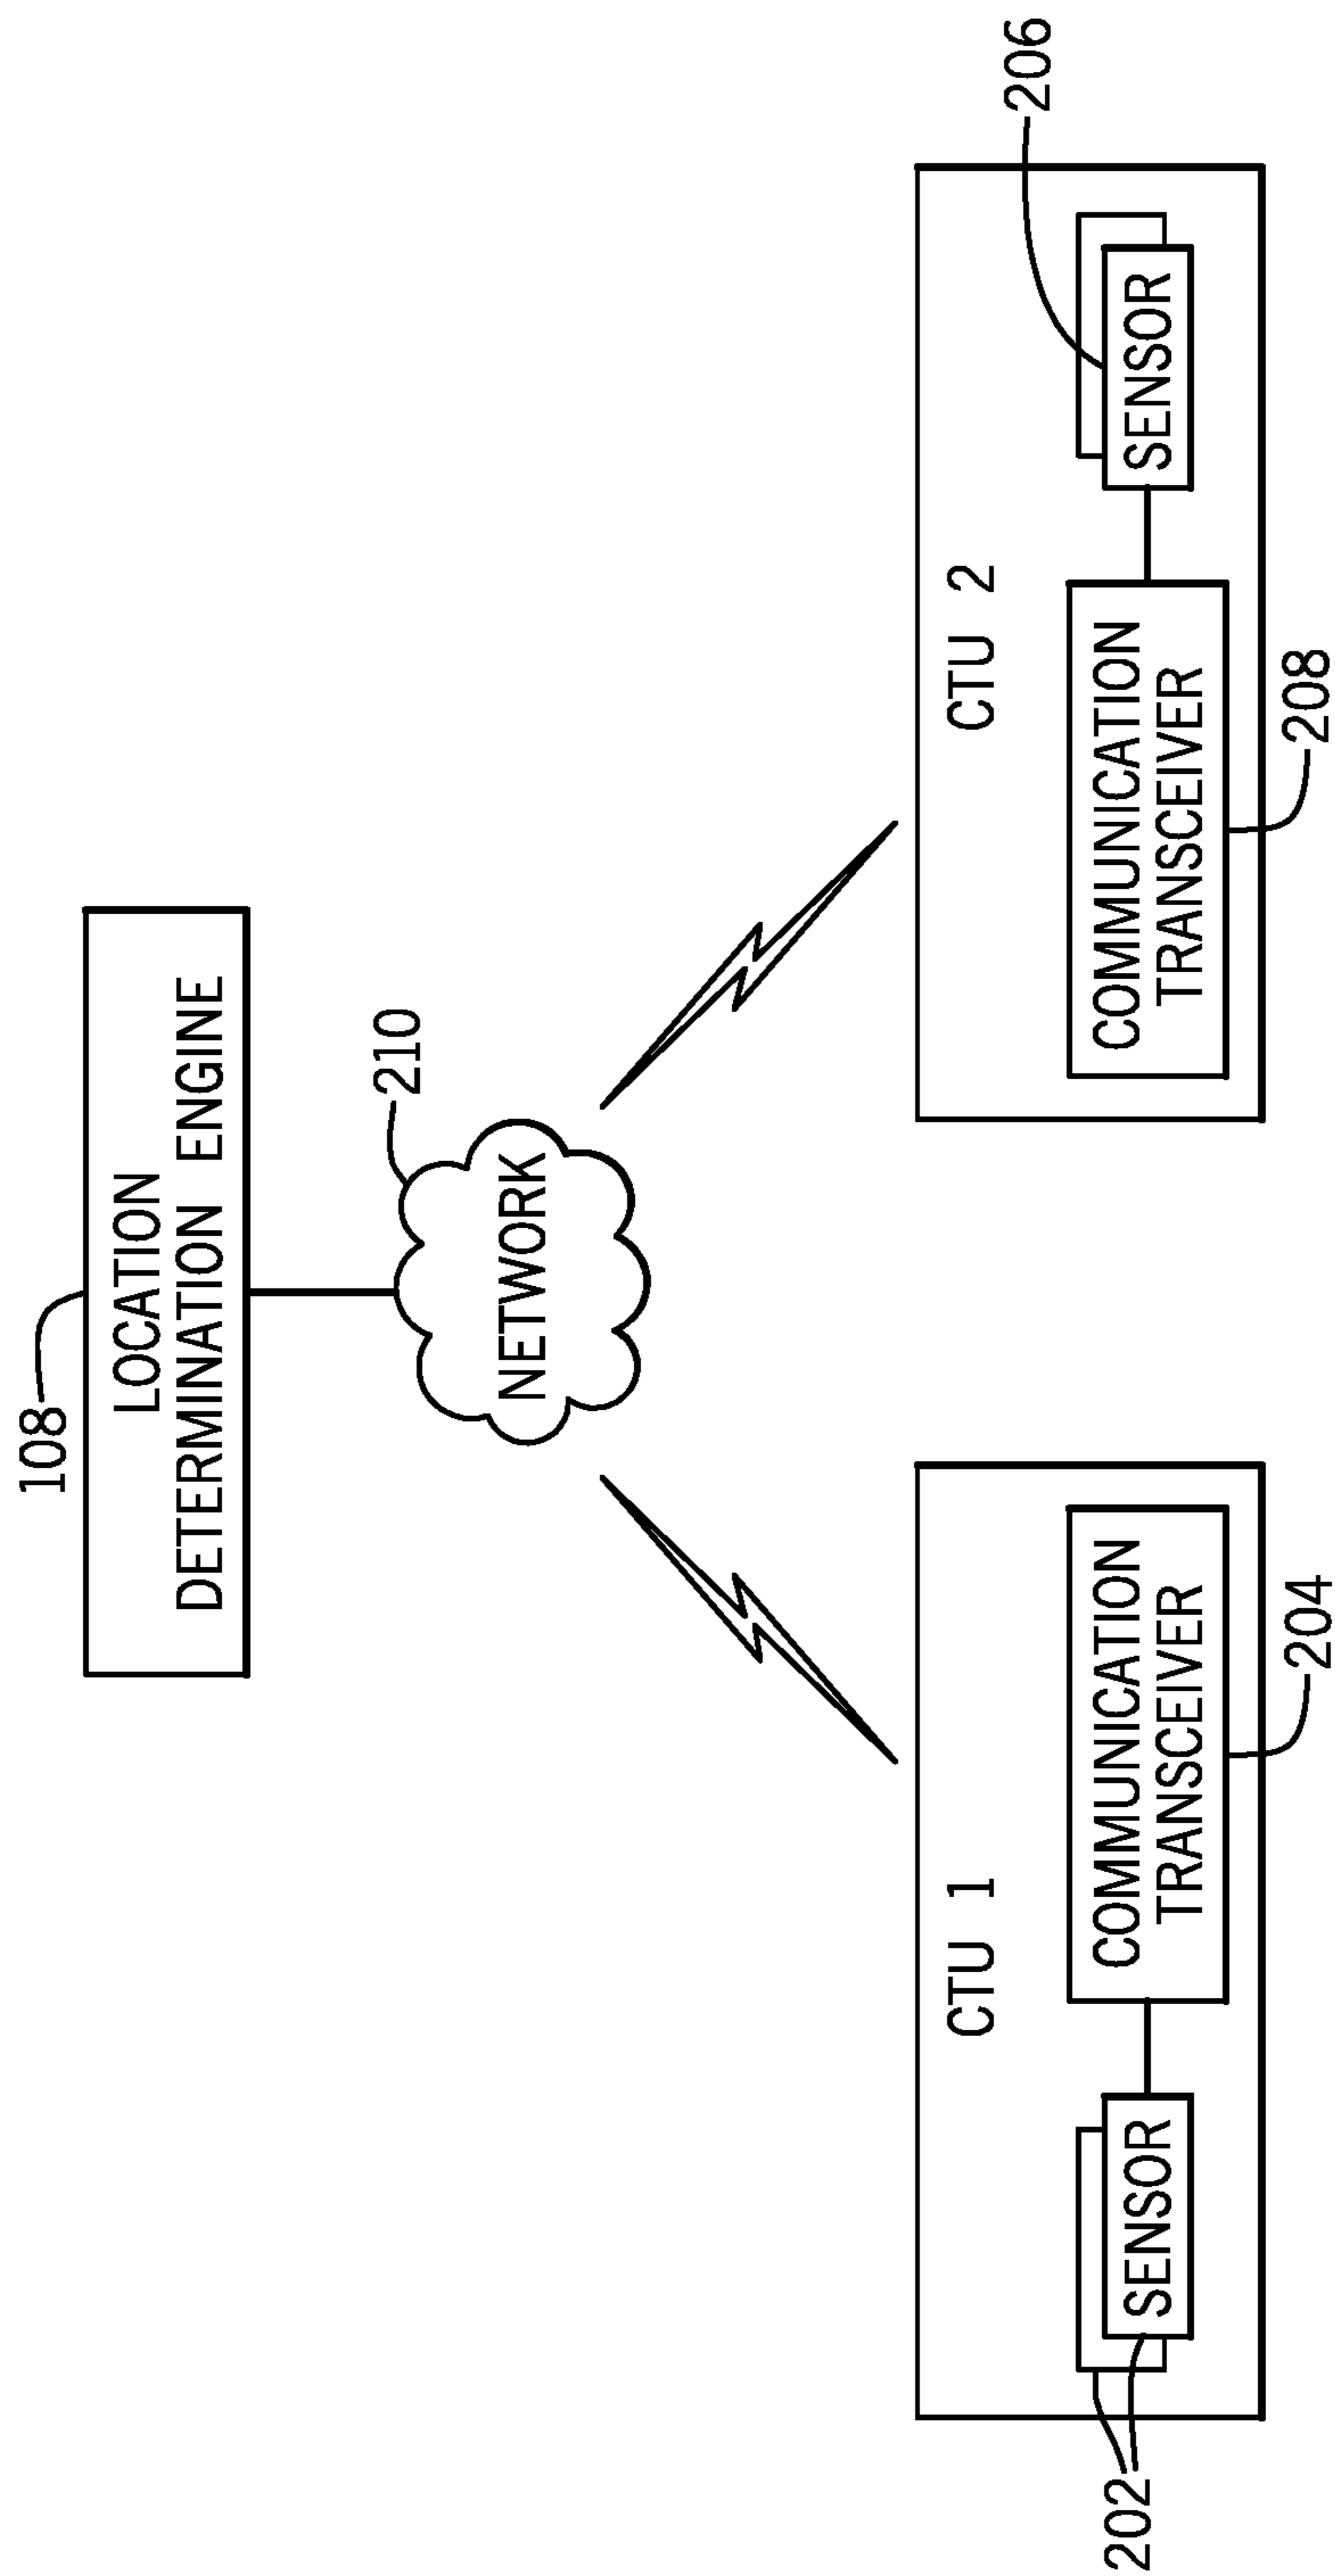 108
LOCATION
DETERMINATION ENGINE
210
NETWORK
CTU 1
202
SENSOR
COMMUNICATION
TRANSCEIVER
204
CTU 2
COMMUNICATION
TRANSCEIVER
208
SENSOR
206